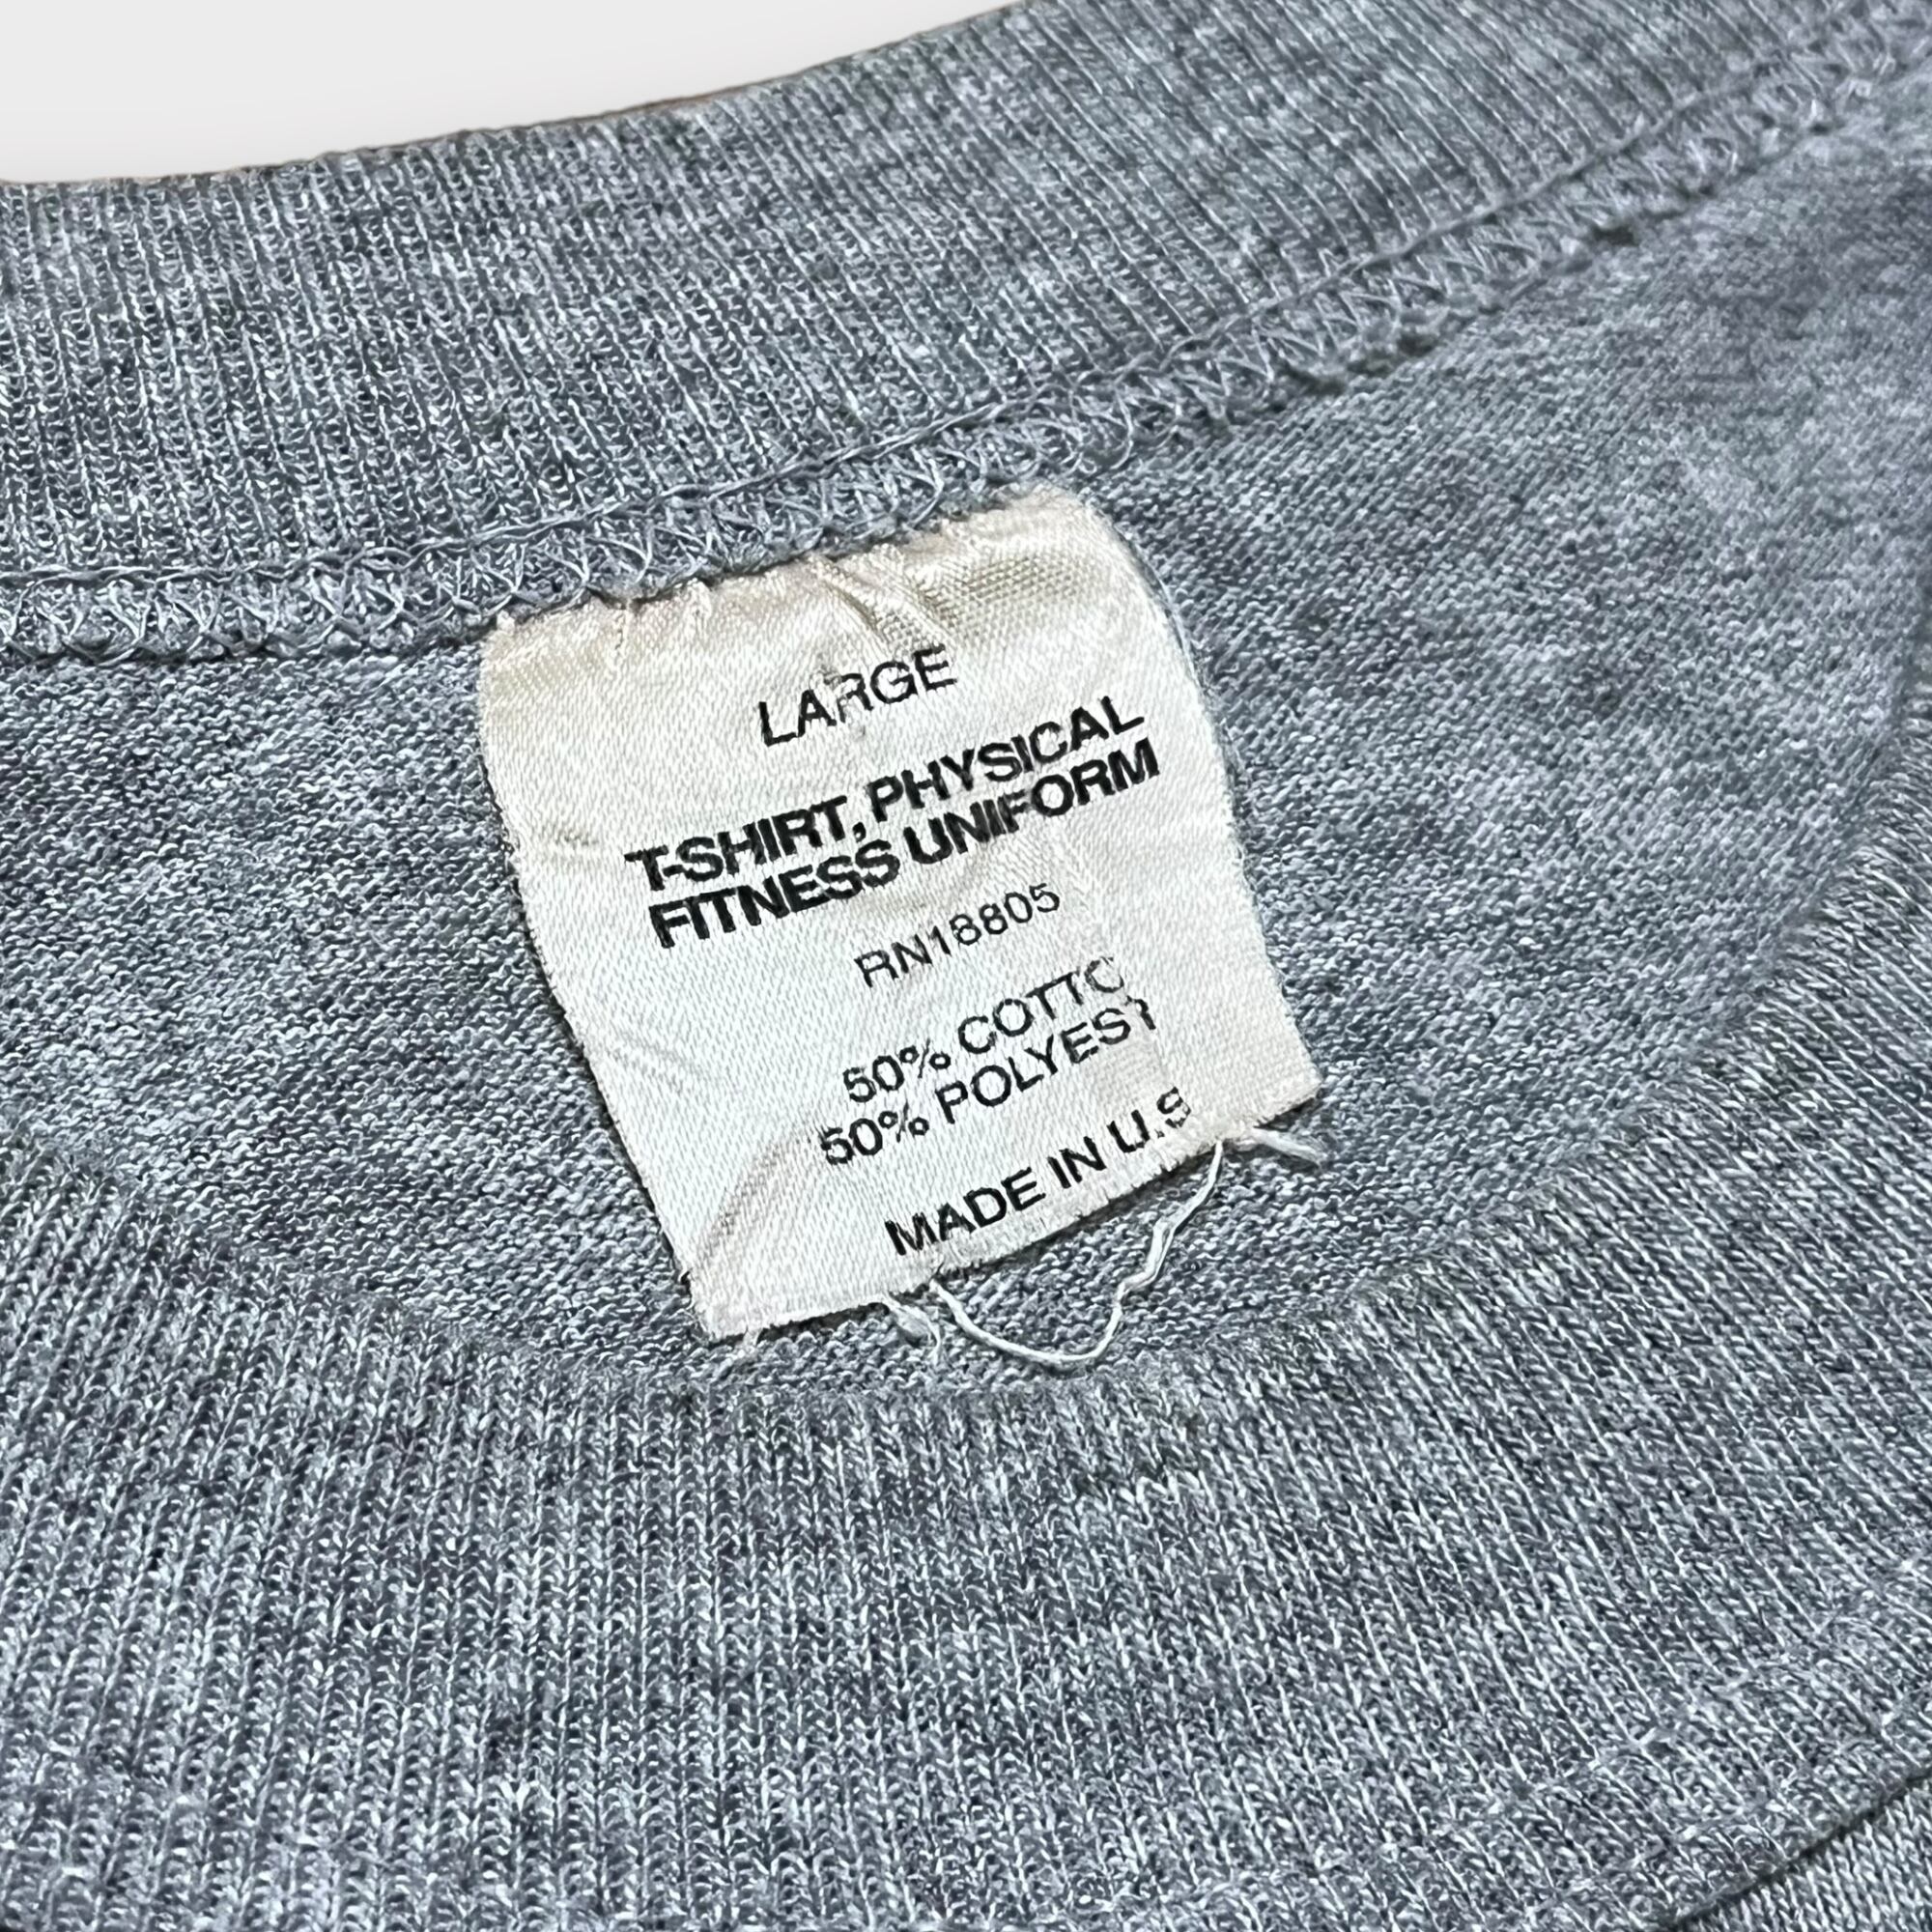 LARGE
T-SHIRT, PHYSICAL
FITNESS UNIFORM
RN18805
50% COTTO
50% POLYEST
MADE IN U.S